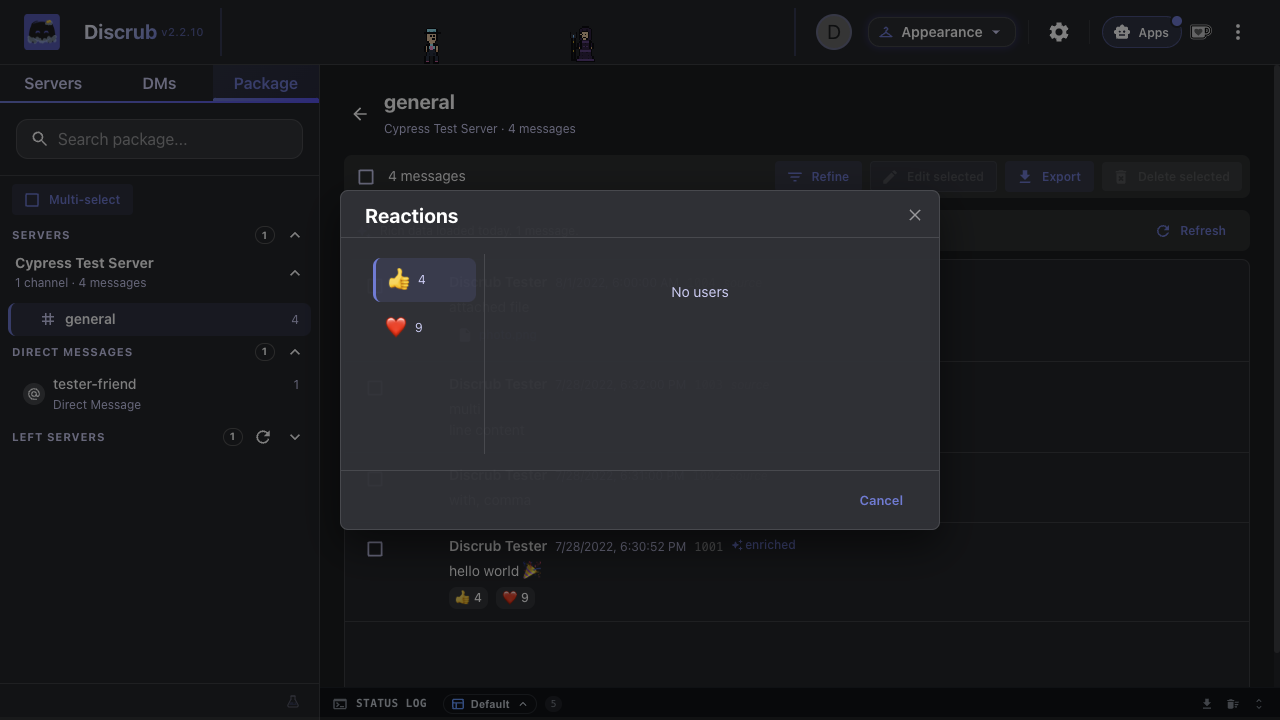 Discrub v2.2.10
D
Appearance
Apps
Servers
DMs
Package
Search package...
Multi-select
SERVERS
1
Cypress Test Server
1 channel · 4 messages
general
4
DIRECT MESSAGES
1
tester-friend
1
Direct Message
LEFT SERVERS
1
general
Cypress Test Server · 4 messages
4 messages
Refine
Edit selected
Export
Delete selected
Refresh
Reactions
👍 4
❤️ 9
No users
Cancel
Discrub Tester 7/28/2022, 6:30:52 PM 1001 enriched
hello world 🎉
👍 4 ❤️ 9
STATUS LOG
Default
5